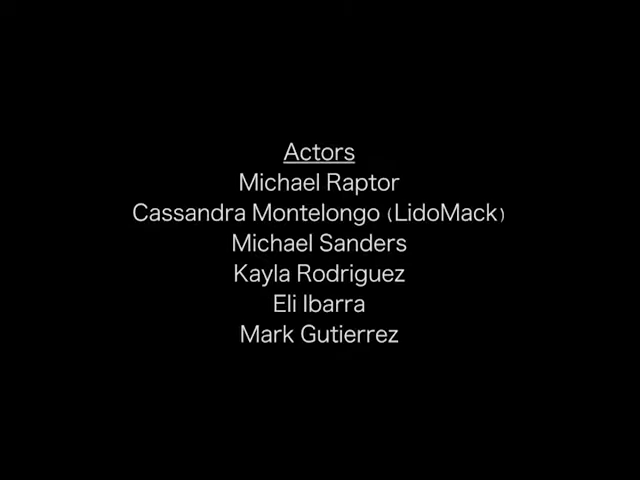 Actors
Michael Raptor
Cassandra Montelongo (LidoMack)
Michael Sanders
Kayla Rodriguez
Eli Ibarra
Mark Gutierrez